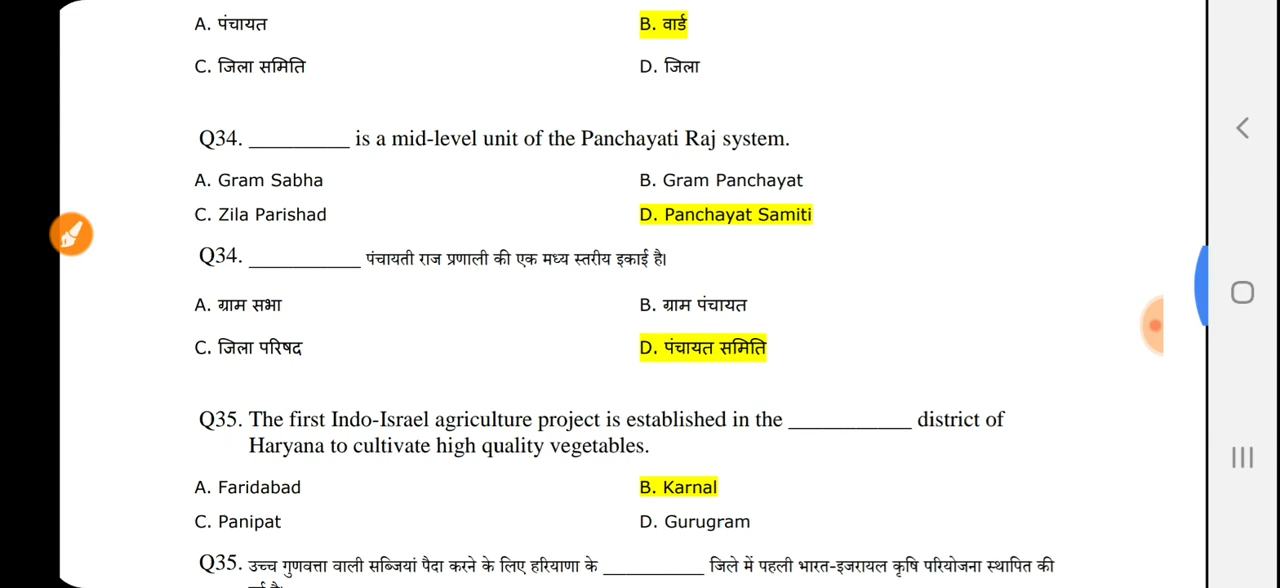 A. पंचायत B. वार्ड
C. जिला समिति D. जिला
Q34. __________ is a mid-level unit of the Panchayati Raj system.
A. Gram Sabha B. Gram Panchayat
C. Zila Parishad D. Panchayat Samiti
Q34. ___________ पंचायती राज प्रणाली की एक मध्य स्तरीय इकाई है।
A. ग्राम सभा B. ग्राम पंचायत
C. जिला परिषद D. पंचायत समिति
Q35. The first Indo-Israel agriculture project is established in the ____________ district of
Haryana to cultivate high quality vegetables.
A. Faridabad B. Karnal
C. Panipat D. Gurugram
Q35. उच्च गुणवत्ता वाली सब्जियां पैदा करने के लिए हरियाणा के __________ जिले में पहली भारत-इजरायल कृषि परियोजना स्थापित की